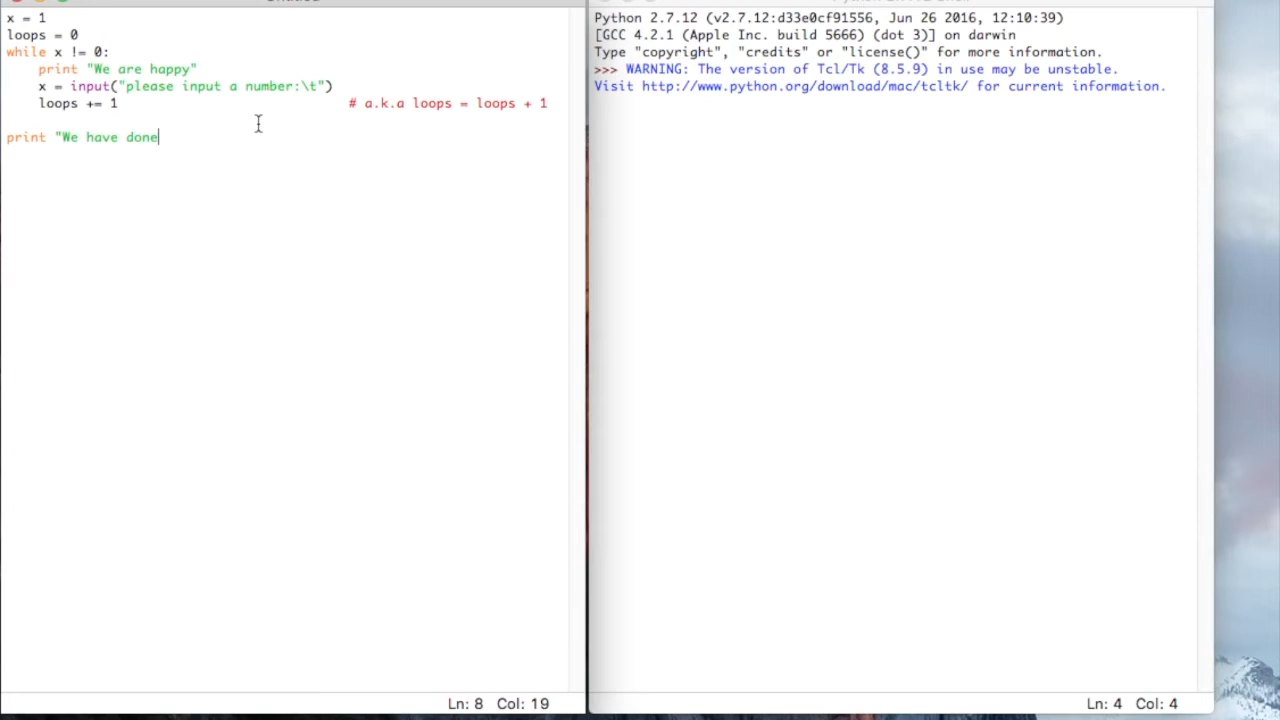 x = 1
loops = 0
while x != 0:
    print "We are happy"
    x = input("please input a number:\t")
    loops += 1                             # a.k.a loops = loops + 1
print "We have done
Ln: 8 Col: 19
Python 2.7.12 (v2.7.12:d33e0cf91556, Jun 26 2016, 12:10:39)
[GCC 4.2.1 (Apple Inc. build 5666) (dot 3)] on darwin
Type "copyright", "credits" or "license()" for more information.
>>> WARNING: The version of Tcl/Tk (8.5.9) in use may be unstable.
Visit http://www.python.org/download/mac/tcltk/ for current information.
Ln: 4 Col: 4